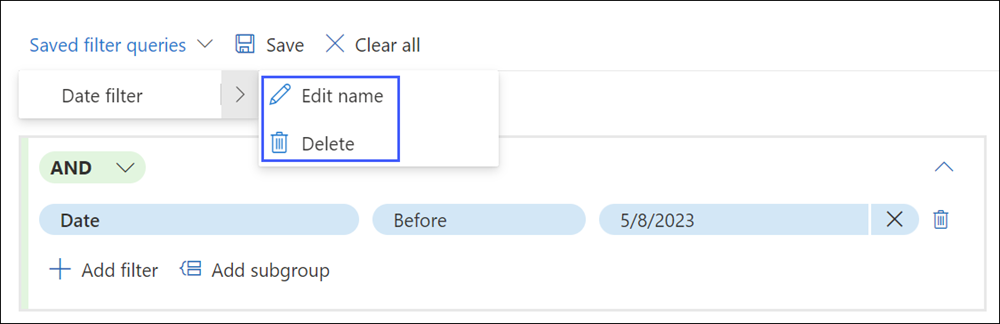 Saved filter queries Save Clear all
Date filter Edit name
Delete
AND
Date Before 5/8/2023
Add filter Add subgroup